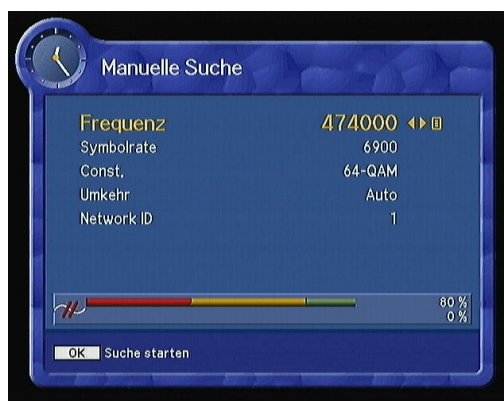 Manuelle Suche
Frequenz 474000
Symbolrate 6900
Const. 64-QAM
Umkehr Auto
Network ID 1
80 %
0 %
OK Suche starten